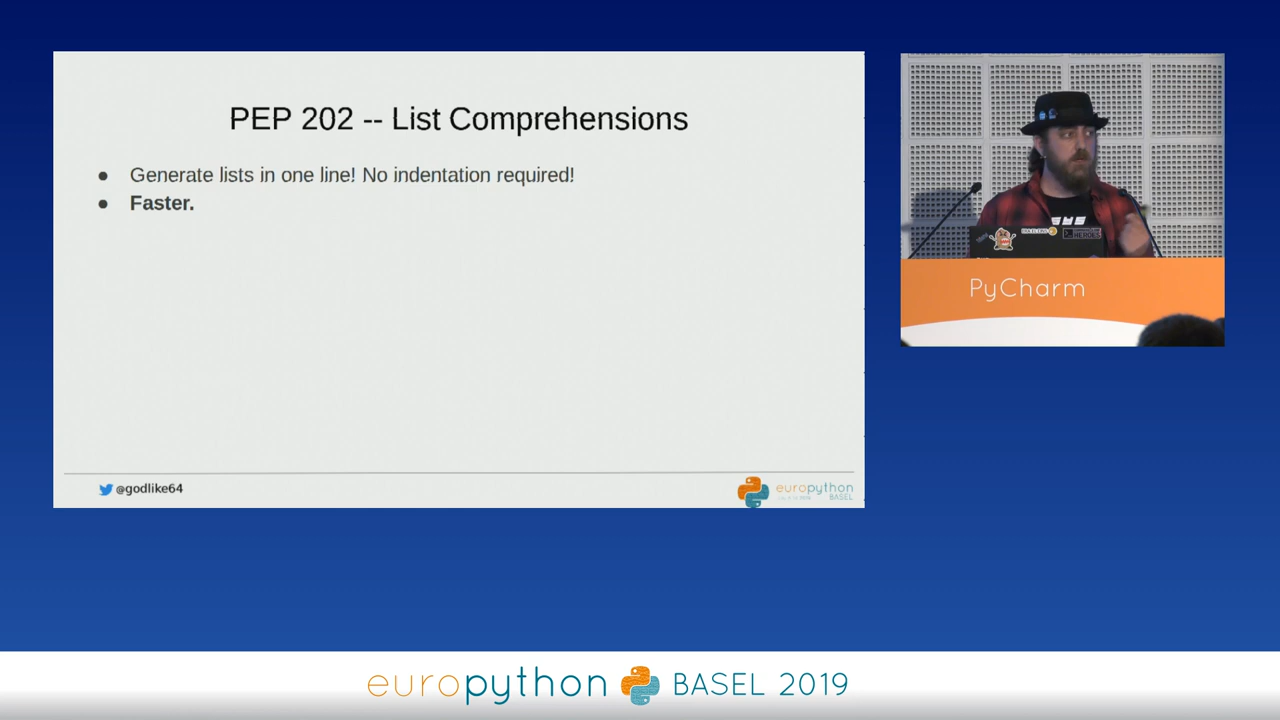 PEP 202 -- List Comprehensions
● Generate lists in one line! No indentation required!
● Faster.
@godlike64
europython
BASEL
PyCharm
europython BASEL 2019